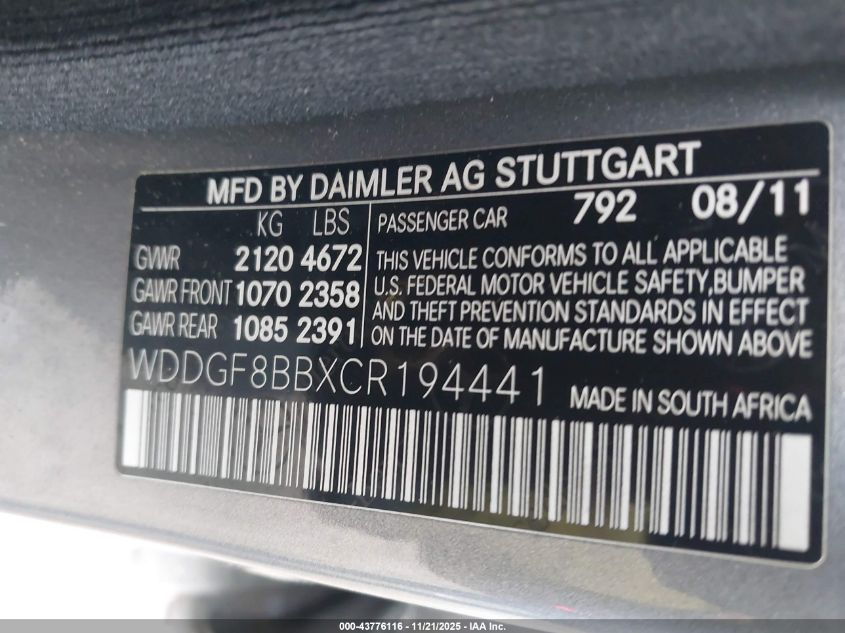 MFD BY DAIMLER AG STUTTGART
KG LBS
GVWR 2120 4672
GAWR FRONT 1070 2358
GAWR REAR 1085 2391
PASSENGER CAR 792 08/11
THIS VEHICLE CONFORMS TO ALL APPLICABLE
U.S. FEDERAL MOTOR VEHICLE SAFETY,BUMPER
AND THEFT PREVENTION STANDARDS IN EFFECT
ON THE DATE OF MANUFACTURE SHOWN ABOVE
WDDGF8BBXCR194441
MADE IN SOUTH AFRICA
000-43776116 - 11/21/2025 - IAA, Inc.